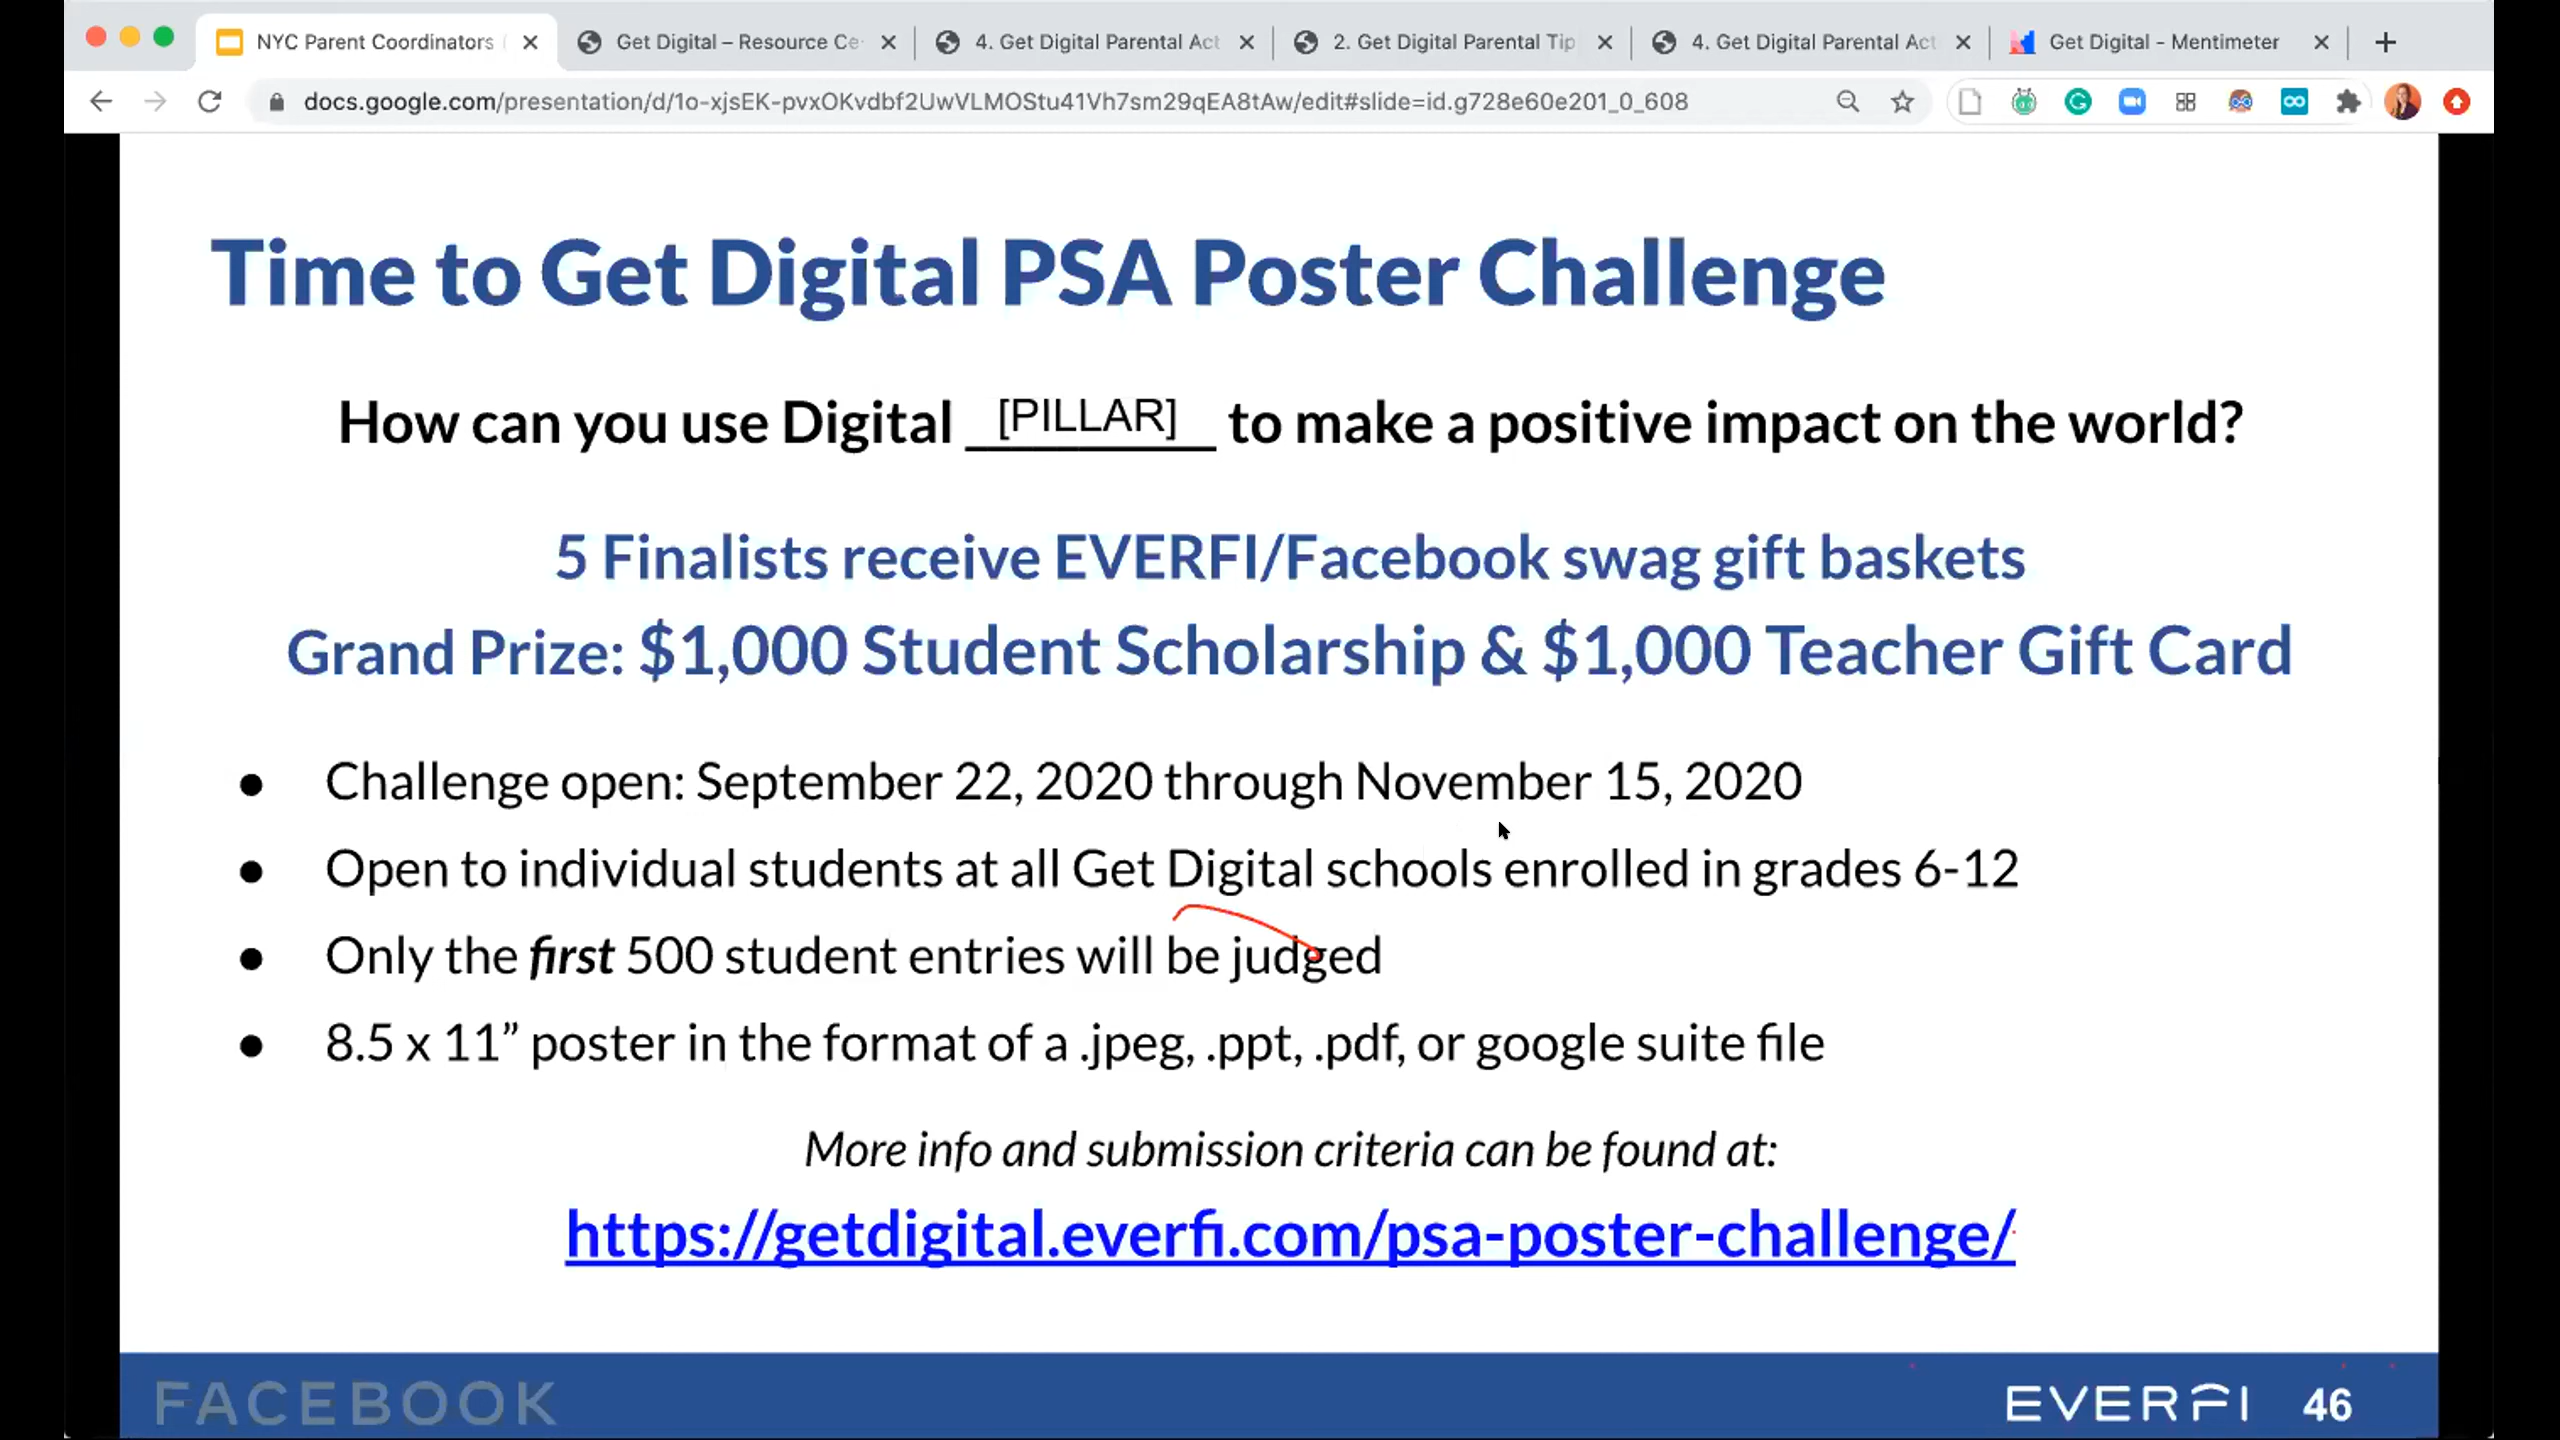 NYC Parent Coordinators
Get Digital – Resource Ce
4. Get Digital Parental Act
2. Get Digital Parental Tip
4. Get Digital Parental Act
Get Digital - Mentimeter
docs.google.com/presentation/d/1o-xjsEK-pvxOKvdbf2UwVLMOStu41Vh7sm29qEA8tAw/edit#slide=id.g728e60e201_0_608
Time to Get Digital PSA Poster Challenge
How can you use Digital [PILLAR] to make a positive impact on the world?
5 Finalists receive EVERFI/Facebook swag gift baskets
Grand Prize: $1,000 Student Scholarship & $1,000 Teacher Gift Card
● Challenge open: September 22, 2020 through November 15, 2020
● Open to individual students at all Get Digital schools enrolled in grades 6-12
● Only the first 500 student entries will be judged
● 8.5 x 11” poster in the format of a .jpeg, .ppt, .pdf, or google suite file
More info and submission criteria can be found at:
https://getdigital.everfi.com/psa-poster-challenge/
FACEBOOK
EVERFI 46